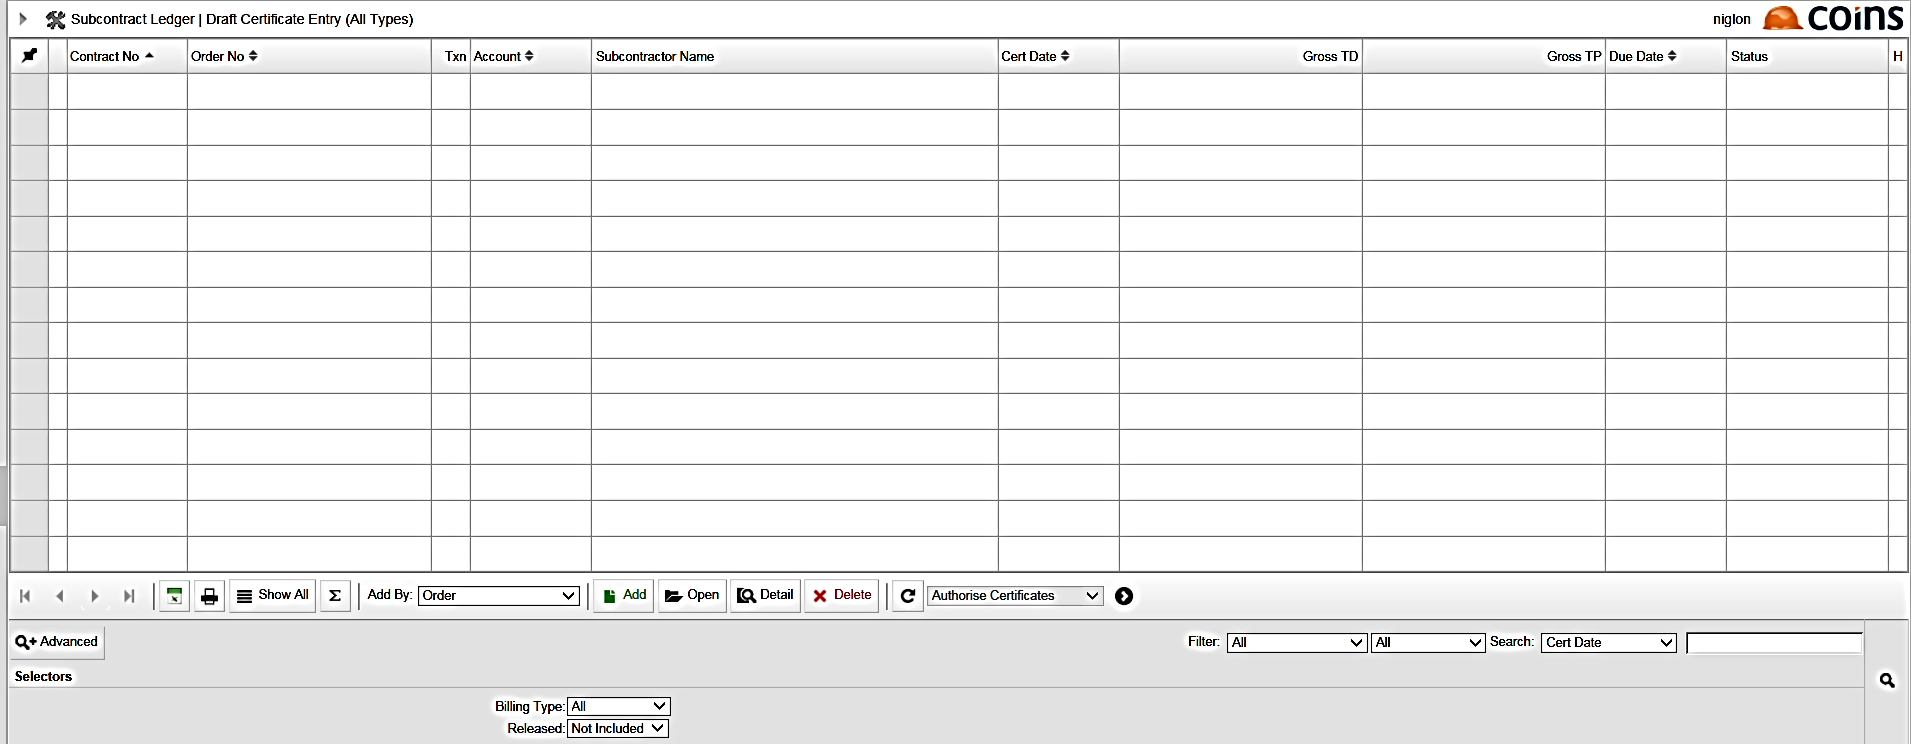 Subcontract Ledger | Draft Certificate Entry (All Types)
niglon
coins
Contract No Order No Txn Account Subcontractor Name Cert Date Gross TD Gross TP Due Date Status H
Show All Σ Add By: Order Add Open Detail Delete Authorise Certificates
Advanced Filter: All All Search: Cert Date
Selectors
Billing Type: All
Released: Not Included